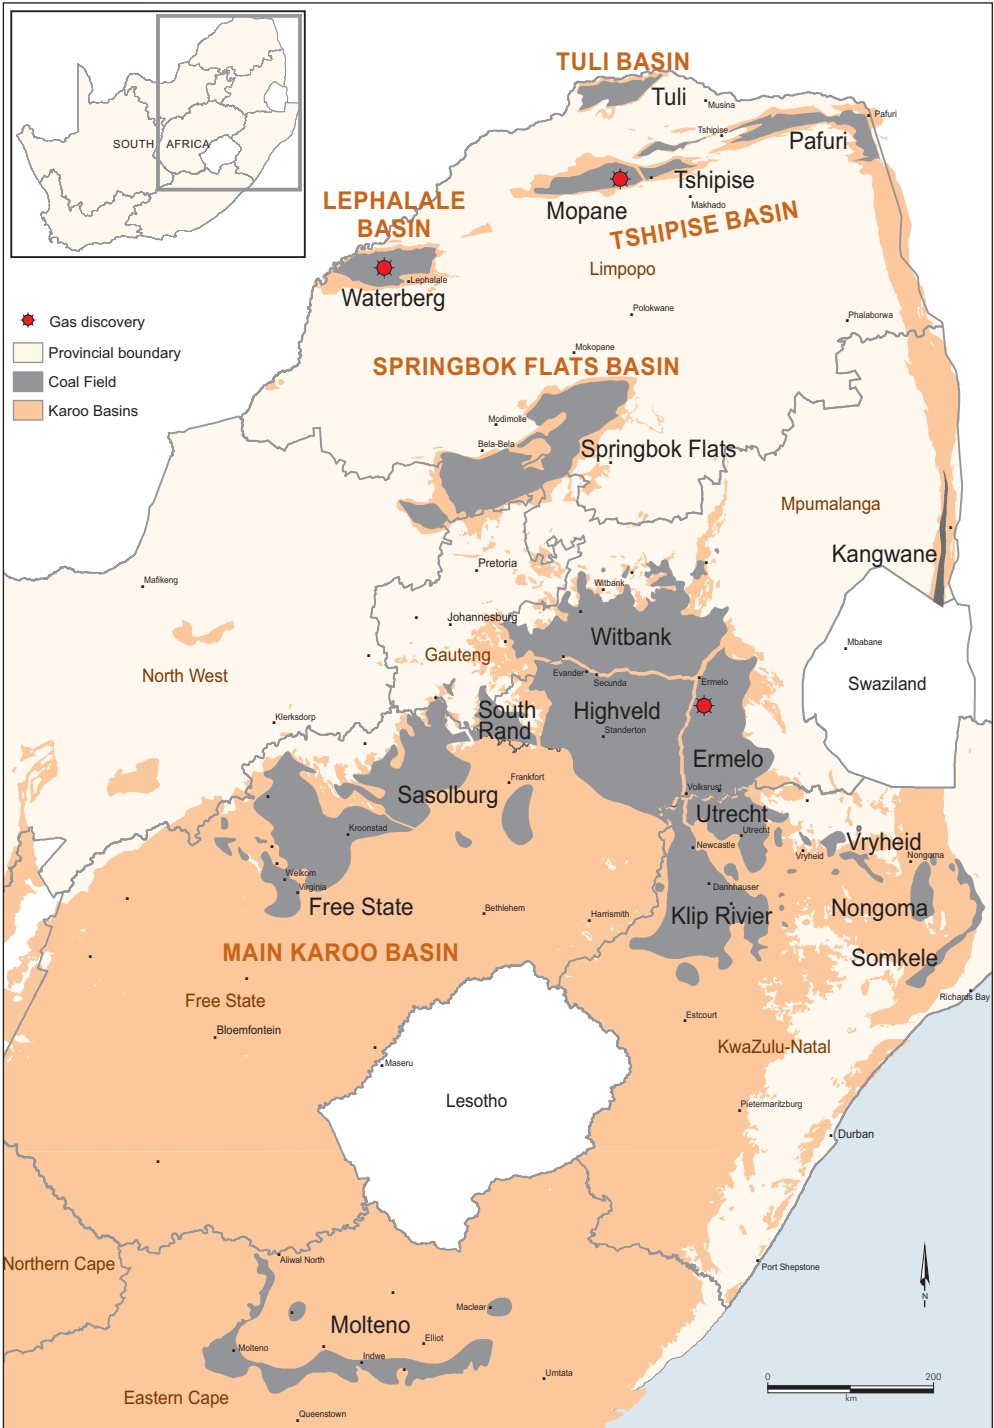 SOUTH AFRICA
TULI BASIN
Tuli
Musina
Pafuri
Tshipise
Pafuri
Tshipise
Mopane
Makhado
TSHIPISE BASIN
LEPHALALE
BASIN
Limpopo
Lephalale
Waterberg
Polokwane
Phalaborwa
Gas discovery
Provincial boundary
Coal Field
Karoo Basins
Mokopane
SPRINGBOK FLATS BASIN
Modimolle
Bela-Bela
Springbok Flats
Mpumalanga
Kangwane
Pretoria
Mafikeng
Witbank
Johannesburg
Witbank
Mbabane
Gauteng
North West
Evander
Secunda
Ermelo
Swaziland
South
Rand
Highveld
Klerksdorp
Standerton
Ermelo
Frankfort
Sasolburg
Volksrust
Utrecht
Kroonstad
Utrecht
Vryheid
Newcastle
Vryheid
Nongoma
Welkom
Virginia
Dannhauser
Free State
Bethlehem
Harrismith
Klip Rivier
Nongoma
MAIN KAROO BASIN
Somkele
Free State
Richards Bay
Bloemfontein
Estcourt
KwaZulu-Natal
Maseru
Lesotho
Pietermaritzburg
Durban
Northern Cape
Aliwal North
Port Shepstone
Maclear
Molteno
N
Molteno
Elliot
Indwe
Umtata
0 200
km
Eastern Cape
Queenstown